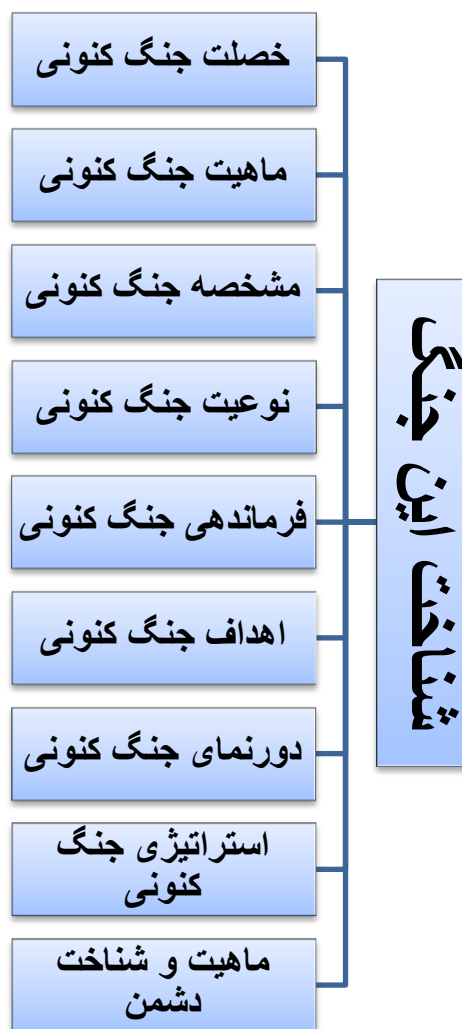 شناخت این جنگ
خصلت جنگ کنونی
ماهیت جنگ کنونی
مشخصه جنگ کنونی
نوعیت جنگ کنونی
فرماندهی جنگ کنونی
اهداف جنگ کنونی
دورنمای جنگ کنونی
استراتیژی جنگ
کنونی
ماهیت و شناخت
دشمن